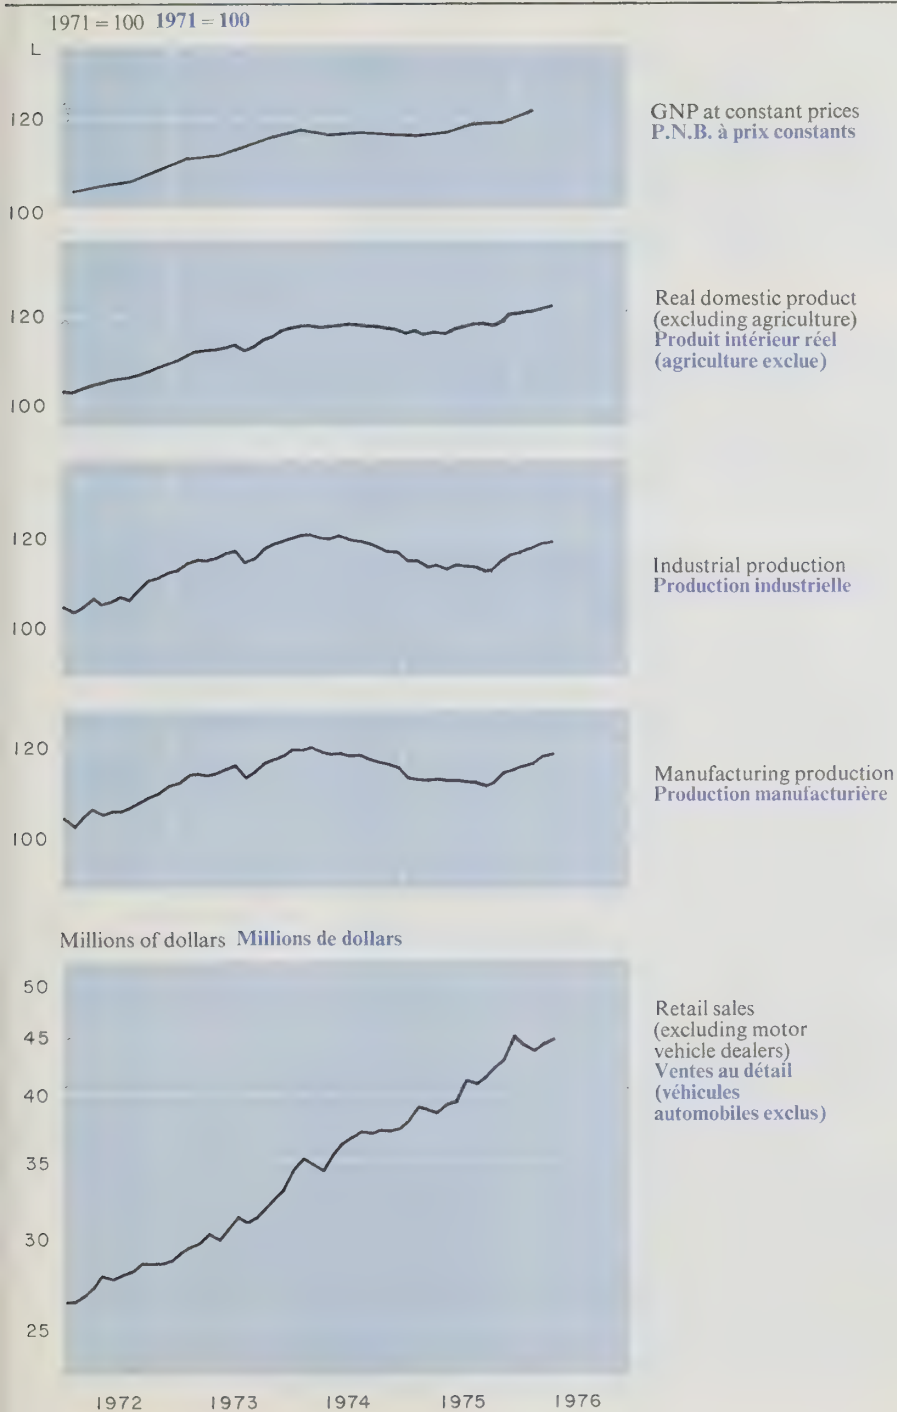 1971 = 100 1971 = 100
L
120
100
GNP at constant prices
P.N.B. à prix constants
120
100
Real domestic product
(excluding agriculture)
Produit intérieur réel
(agriculture exclue)
120
100
Industrial production
Production industrielle
120
100
Manufacturing production
Production manufacturière
Millions of dollars Millions de dollars
50
45
40
35
30
25
Retail sales
(excluding motor
vehicle dealers)
Ventes au détail
(véhicules
automobiles exclus)
1972 1973 1974 1975 1976